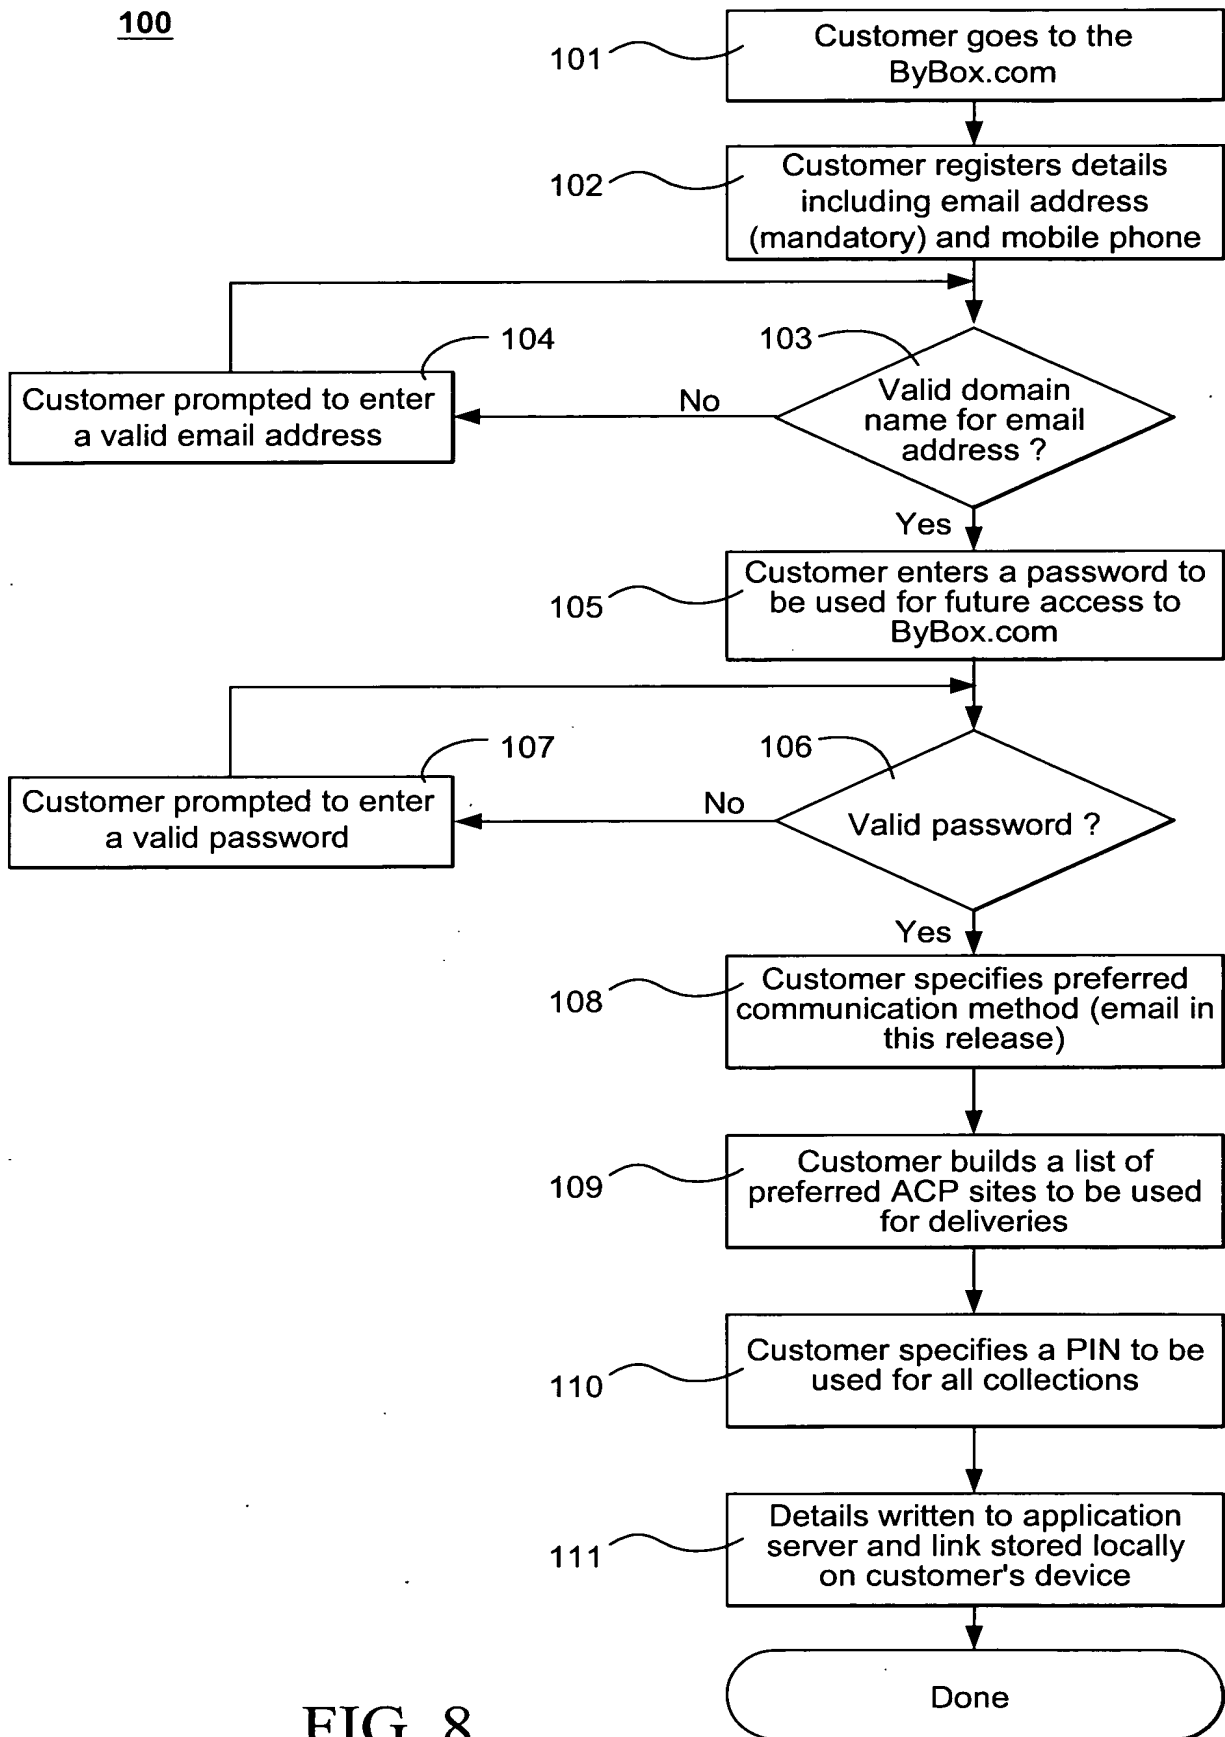 100
101
Customer goes to the
ByBox.com
102
Customer registers details
including email address
(mandatory) and mobile phone
104
103
Customer prompted to enter
a valid email address
No
Valid domain
name for email
address ?
Yes
105
Customer enters a password to
be used for future access to
ByBox.com
107
106
Customer prompted to enter
a valid password
No
Valid password ?
Yes
108
Customer specifies preferred
communication method (email in
this release)
109
Customer builds a list of
preferred ACP sites to be used
for deliveries
110
Customer specifies a PIN to be
used for all collections
111
Details written to application
server and link stored locally
on customer's device
Done
FIG. 8